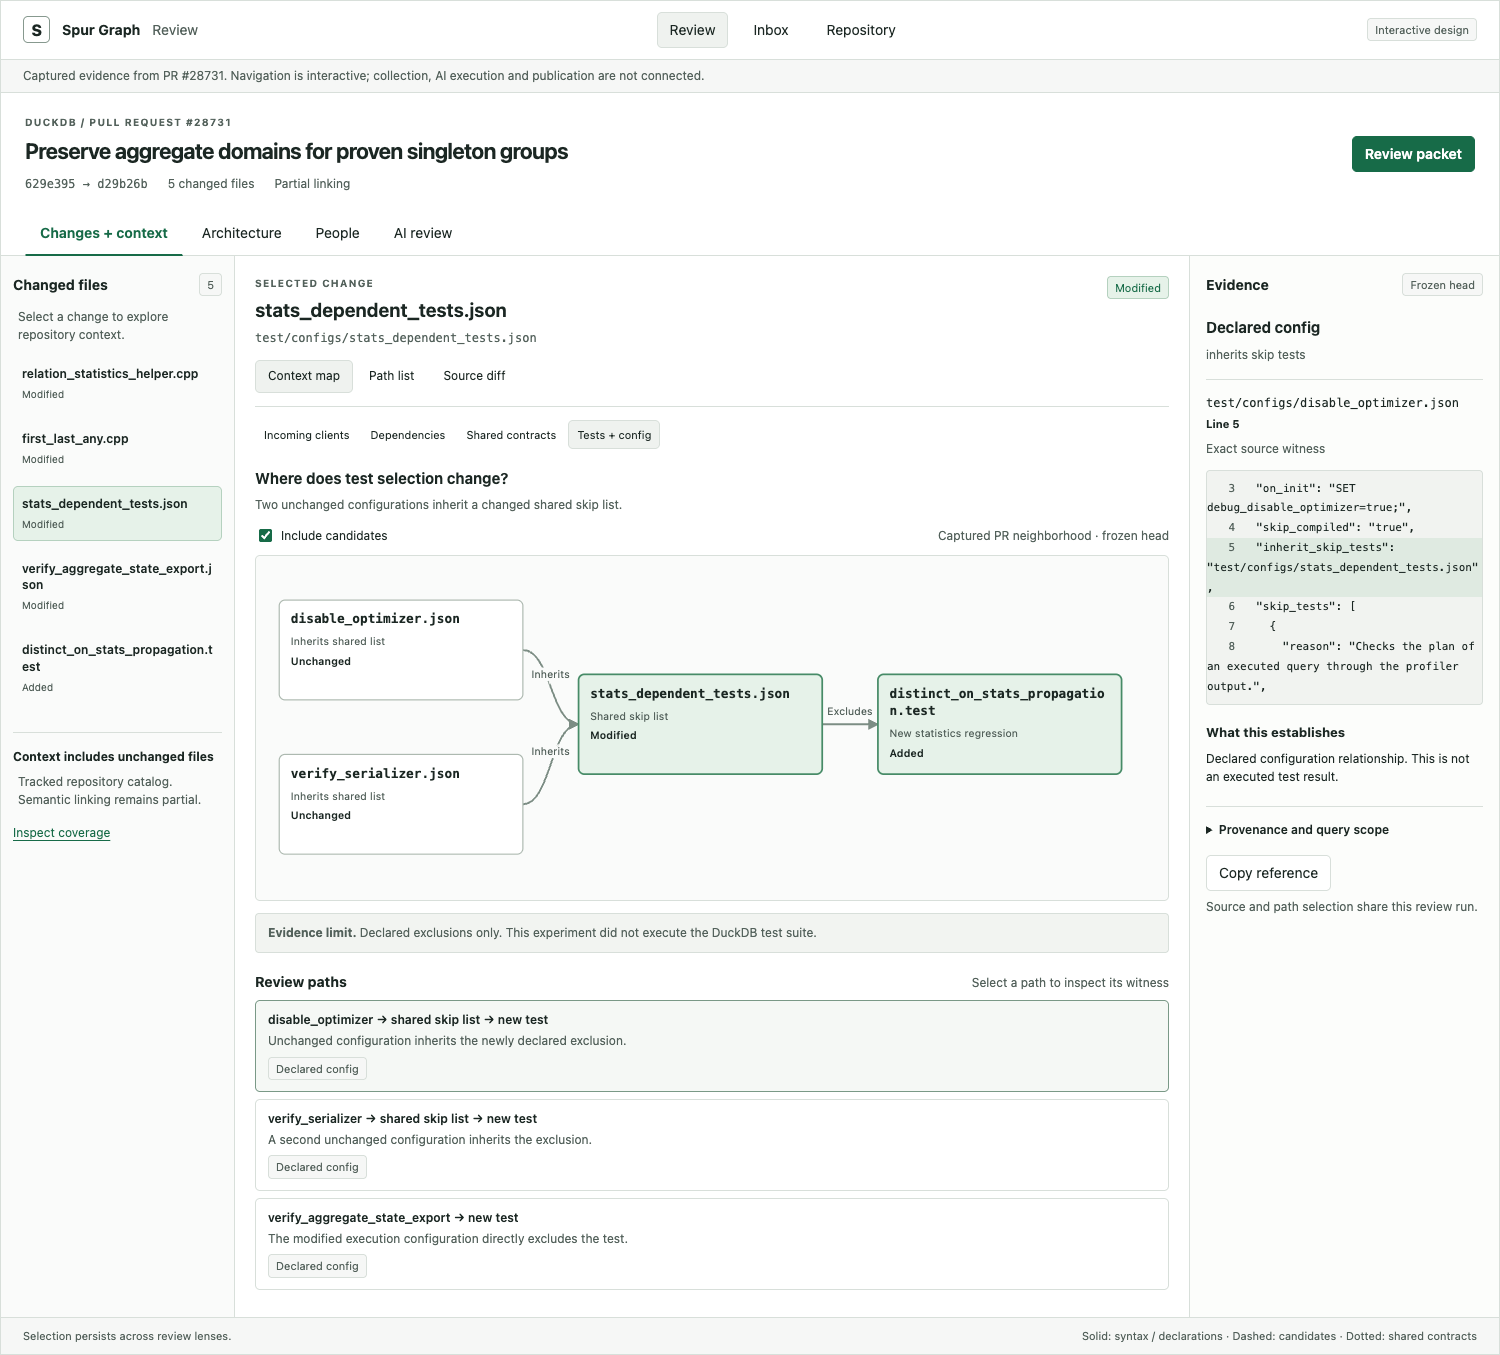 S Spur Graph Review
Review Inbox Repository
Interactive design
Captured evidence from PR #28731. Navigation is interactive; collection, AI execution and publication are not connected.
DUCKDB / PULL REQUEST #28731
Preserve aggregate domains for proven singleton groups
629e395 → d29b26b 5 changed files Partial linking
Review packet
Changes + context Architecture People AI review
Changed files 5
Select a change to explore
repository context.
relation_statistics_helper.cpp
Modified
first_last_any.cpp
Modified
stats_dependent_tests.json
Modified
verify_aggregate_state_export.j
son
Modified
distinct_on_stats_propagation.t
est
Added
Context includes unchanged files
Tracked repository catalog.
Semantic linking remains partial.
Inspect coverage
SELECTED CHANGE
stats_dependent_tests.json
Modified
test/configs/stats_dependent_tests.json
Context map Path list Source diff
Incoming clients Dependencies Shared contracts Tests + config
Where does test selection change?
Two unchanged configurations inherit a changed shared skip list.
Include candidates
Captured PR neighborhood · frozen head
disable_optimizer.json
Inherits shared list
Unchanged
Inherits
verify_serializer.json
Inherits shared list
Unchanged
Inherits
stats_dependent_tests.json
Shared skip list
Modified
Excludes
distinct_on_stats_propagatio
n.test
New statistics regression
Added
Evidence limit. Declared exclusions only. This experiment did not execute the DuckDB test suite.
Review paths
Select a path to inspect its witness
disable_optimizer → shared skip list → new test
Unchanged configuration inherits the newly declared exclusion.
Declared config
verify_serializer → shared skip list → new test
A second unchanged configuration inherits the exclusion.
Declared config
verify_aggregate_state_export → new test
The modified execution configuration directly excludes the test.
Declared config
Evidence
Frozen head
Declared config
inherits skip tests
test/configs/disable_optimizer.json
Line 5
Exact source witness
3 "on_init": "SET
debug_disable_optimizer=true;",
4 "skip_compiled": "true",
5 "inherit_skip_tests":
"test/configs/stats_dependent_tests.json"
,
6 "skip_tests": [
7 {
8 "reason": "Checks the plan of
an executed query through the profiler
output.",
What this establishes
Declared configuration relationship. This is not
an executed test result.
Provenance and query scope
Copy reference
Source and path selection share this review run.
Selection persists across review lenses.
Solid: syntax / declarations · Dashed: candidates · Dotted: shared contracts